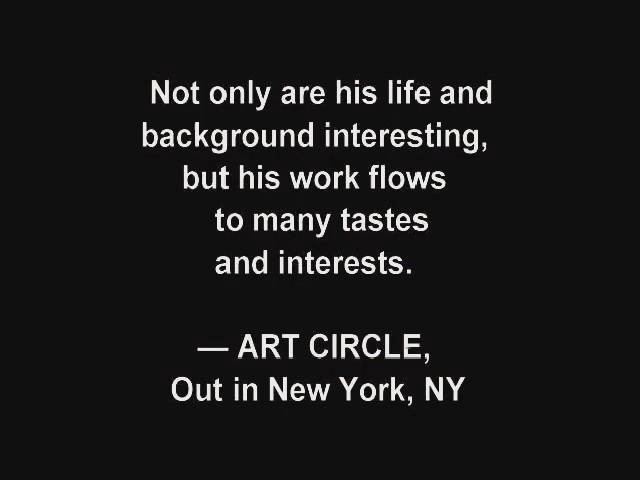 Not only are his life and
background interesting,
but his work flows
to many tastes
and interests.
— ART CIRCLE,
Out in New York, NY